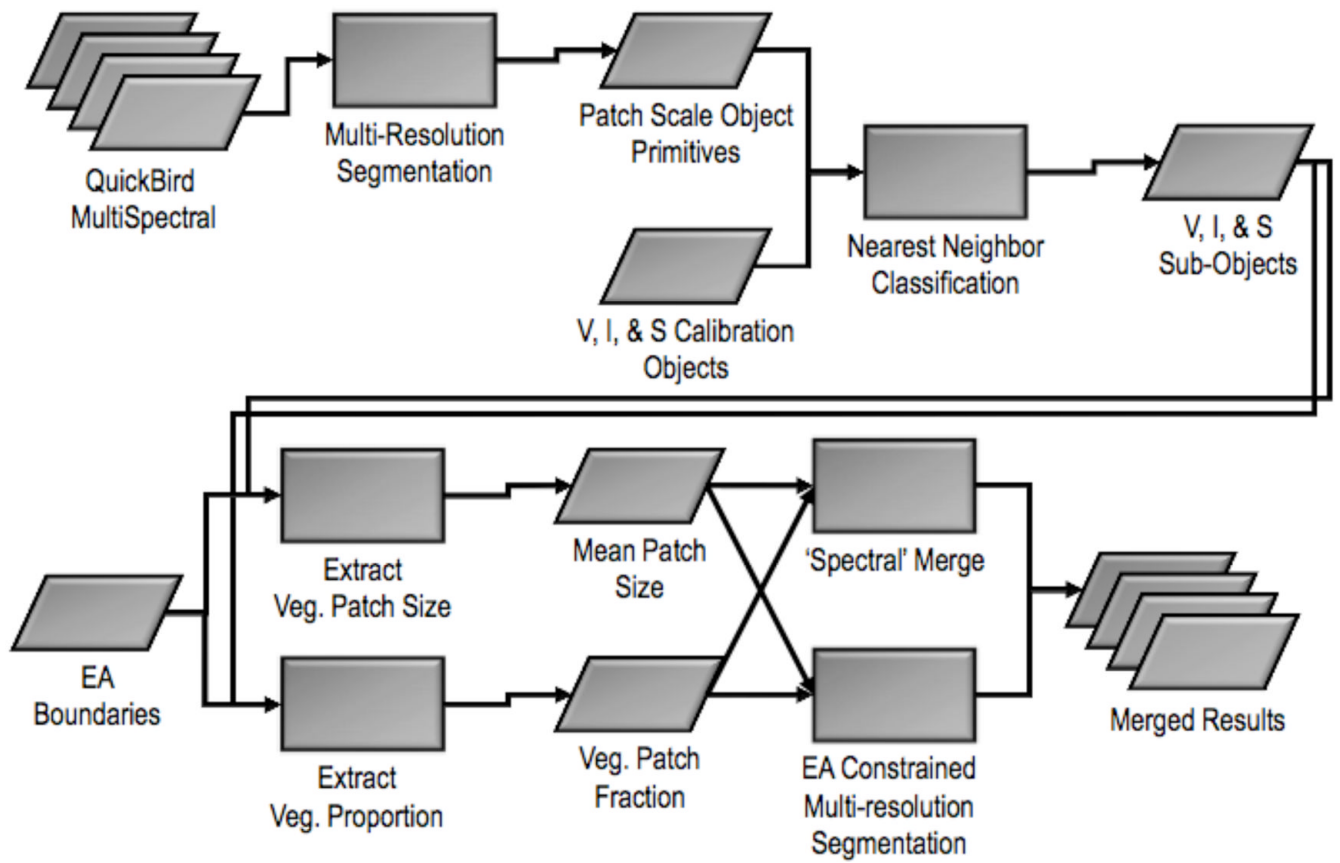 QuickBird
MultiSpectral
Multi-Resolution
Segmentation
Patch Scale Object
Primitives
V, I, & S Calibration
Objects
Nearest Neighbor
Classification
V, I, & S
Sub-Objects
EA
Boundaries
Extract
Veg. Patch Size
Extract
Veg. Proportion
Mean Patch
Size
Veg. Patch
Fraction
‘Spectral’ Merge
EA Constrained
Multi-resolution
Segmentation
Merged Results